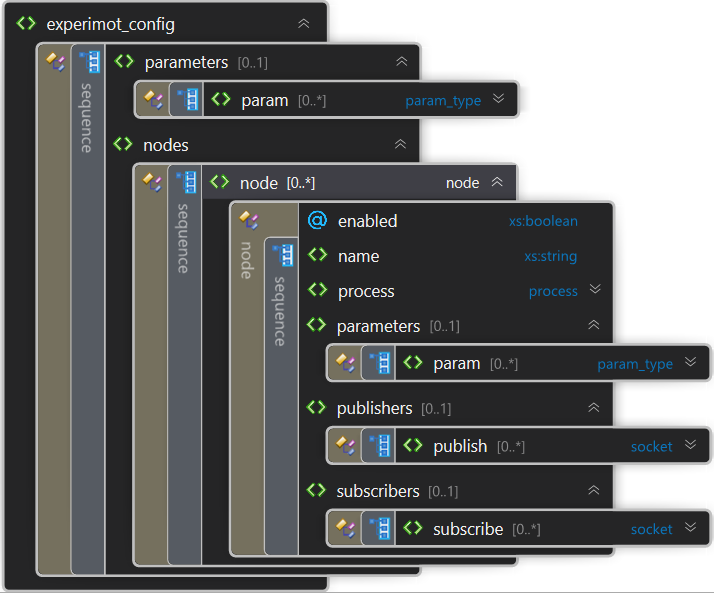 experimot_config
sequence
parameters [0..1]
param [0..*] param_type
nodes
sequence
node [0..*] node
node
sequence
@ enabled xs:boolean
name xs:string
process process
parameters [0..1]
param [0..*] param_type
publishers [0..1]
publish [0..*] socket
subscribers [0..1]
subscribe [0..*] socket